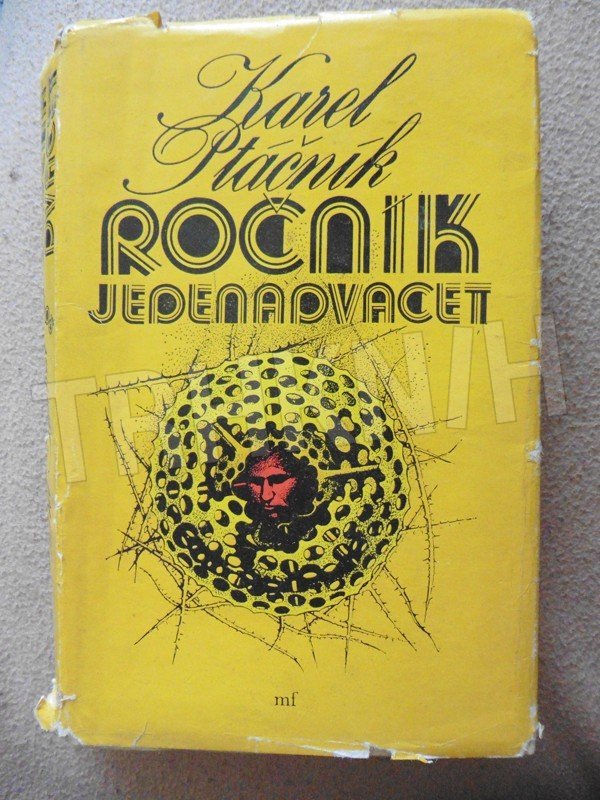 Karel
Ptáčník
ROČNÍK
JEDENADVACET
mf